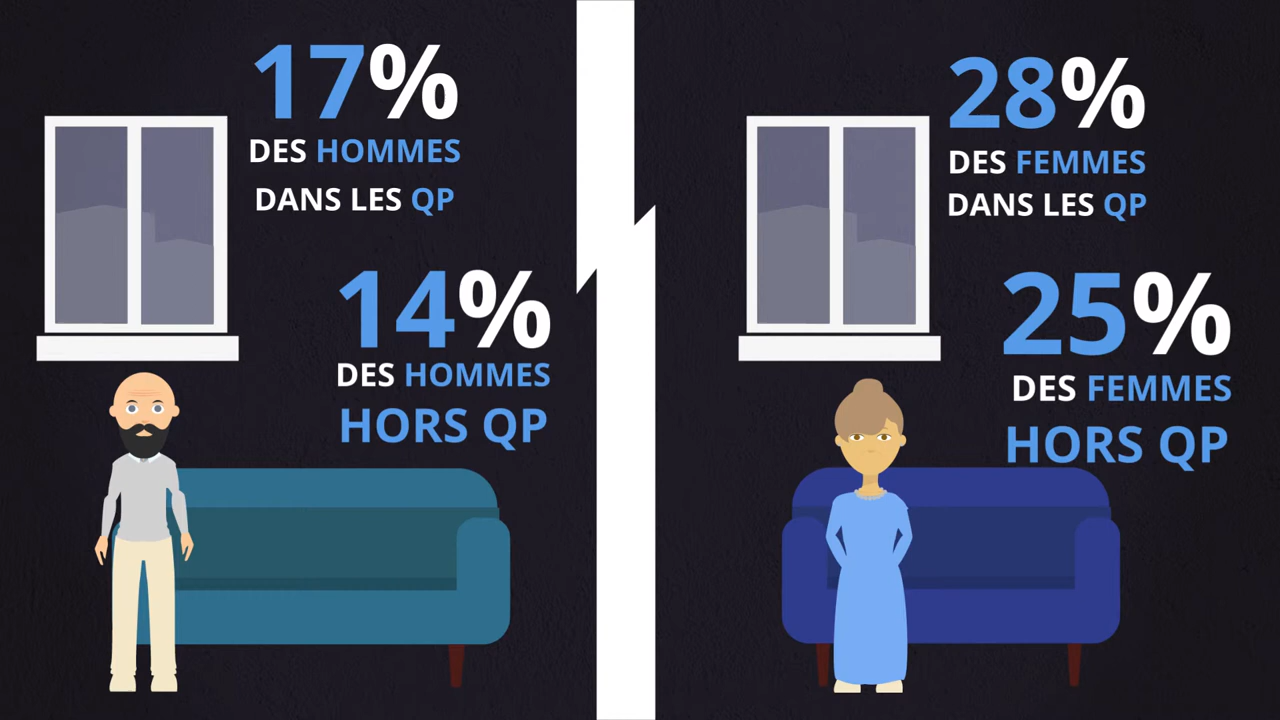 17%
DES HOMMES
DANS LES QP
14%
DES HOMMES
HORS QP
28%
DES FEMMES
DANS LES QP
25%
DES FEMMES
HORS QP